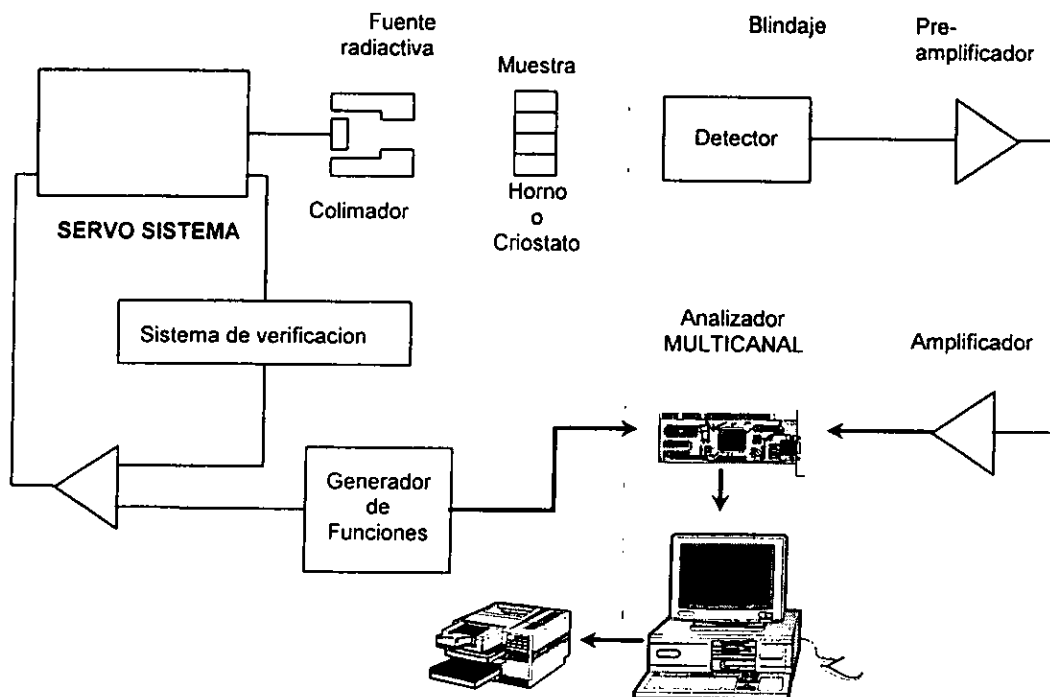 Fuente
radiactiva
Blindaje
Pre-
amplificador
Muestra
Detector
Colimador
Horno
o
Criostato
SERVO SISTEMA
Sistema de verificacion
Analizador
MULTICANAL
Amplificador
Generador
de
Funciones